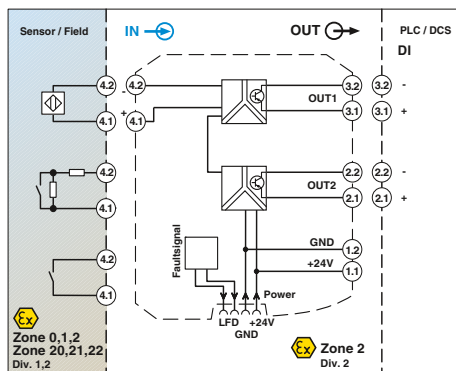 Sensor / Field
IN
OUT
PLC / DCS
DI
4.2
-
4.2
3.2
3.2
-
OUT1
4.1
+
4.1
3.1
3.1
+
4.2
2.2
2.2
-
OUT2
4.1
2.1
2.1
+
GND
1.2
4.2
Faultsignal
+24V
1.1
4.1
Power
LFD
+24V
GND
Ex
Zone 0,1,2
Zone 20,21,22
Div. 1,2
Ex
Zone 2
Div. 2